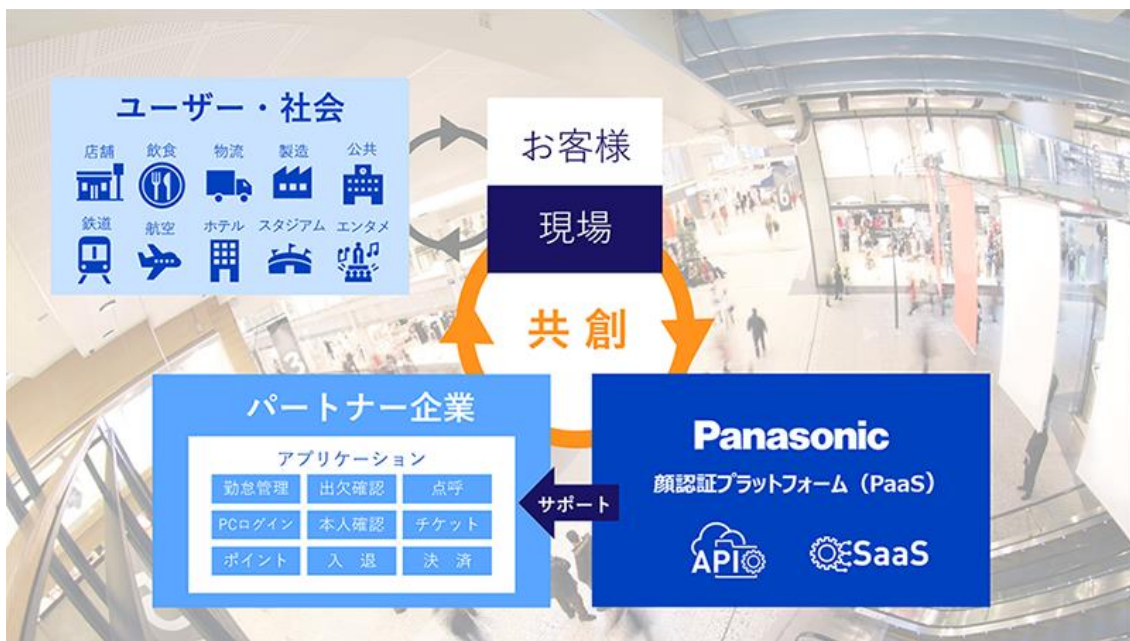 ユーザー・社会
店舗 飲食 物流 製造 公共
鉄道 航空 ホテル スタジアム エンタメ
お客様
現場
共創
パートナー企業
アプリケーション
勤怠管理 出欠確認 点呼
PCログイン 本人確認 チケット
ポイント 入退 決済
サポート
Panasonic
顔認証プラットフォーム（PaaS）
API SaaS